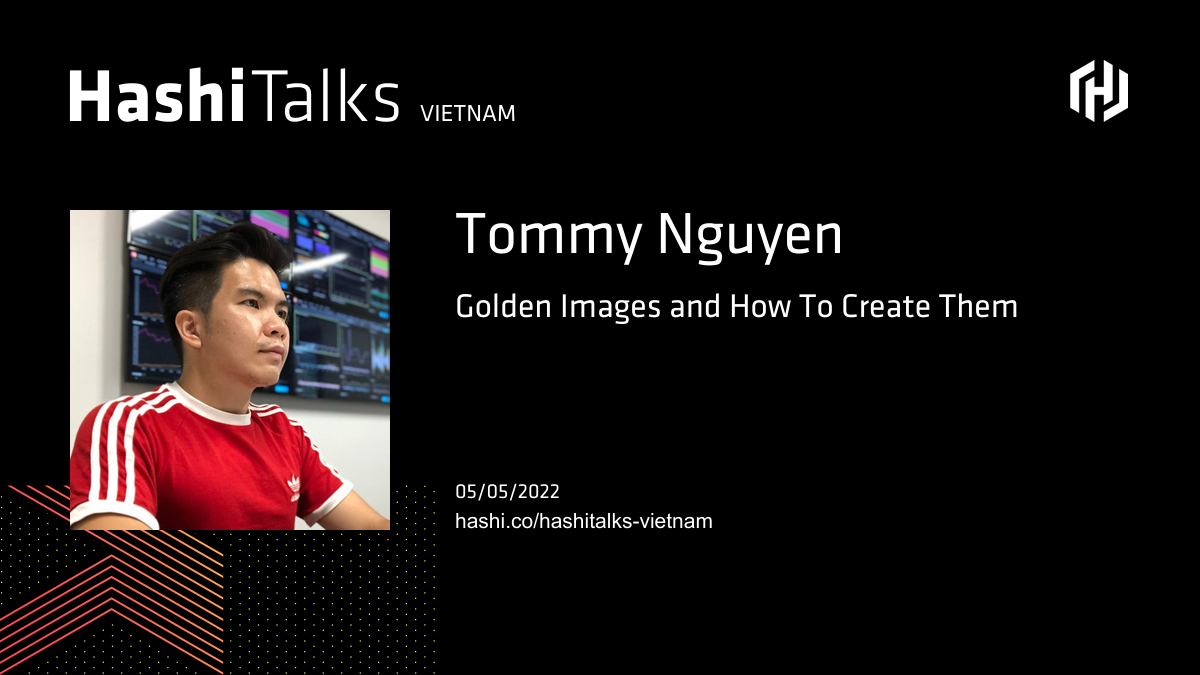 HashiTalks VIETNAM
Tommy Nguyen
Golden Images and How To Create Them
05/05/2022
hashi.co/hashitalks-vietnam